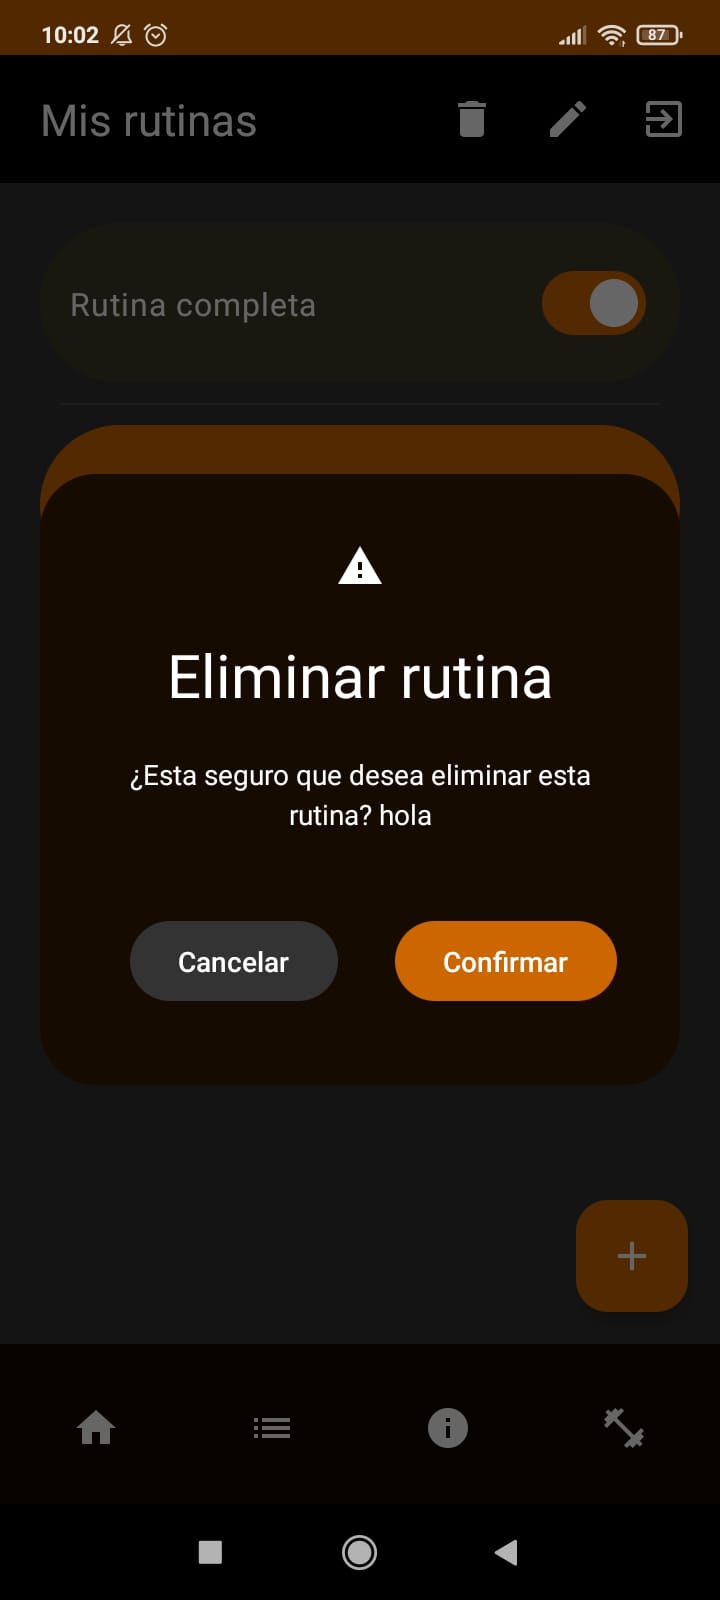 10:02
87
Mis rutinas
Rutina completa
Eliminar rutina
¿Esta seguro que desea eliminar esta
rutina? hola
Cancelar
Confirmar